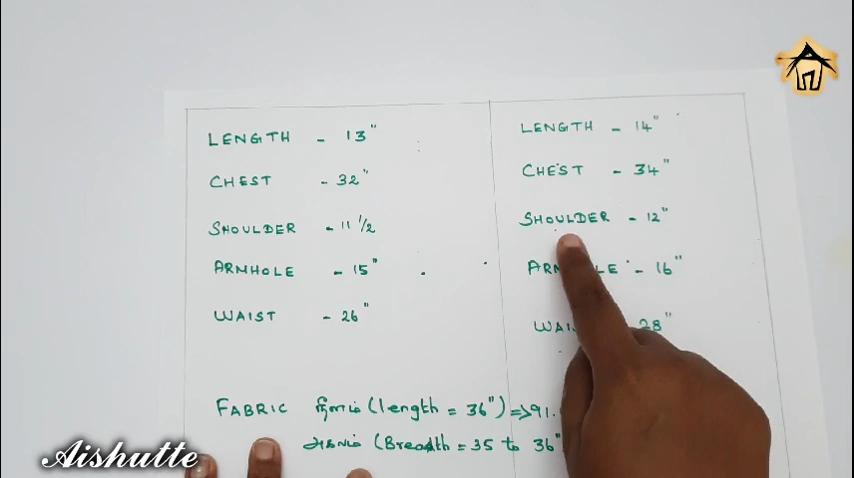 LENGTH - 13"
CHEST - 32"
SHOULDER - 11 1/2
ARMHOLE - 15"
WAIST - 26"
LENGTH - 14"
CHEST - 34"
SHOULDER - 12"
- 16"
28"
FABRIC நீளம் (length = 36") => 91.
அகலம் (Breadth = 35 to 36"
Aishutte